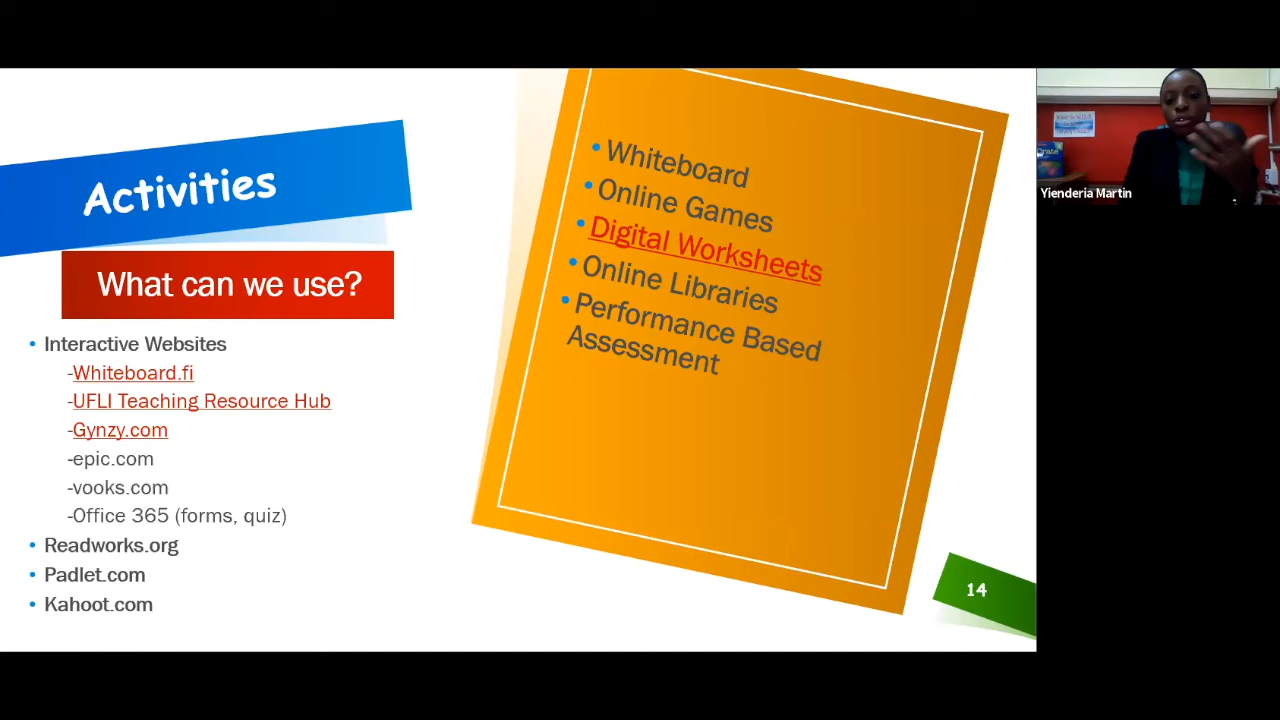 Activities
What can we use?
• Interactive Websites
-Whiteboard.fi
-UFLI Teaching Resource Hub
-Gynzy.com
-epic.com
-vooks.com
-Office 365 (forms, quiz)
• Readworks.org
• Padlet.com
• Kahoot.com
• Whiteboard
• Online Games
• Digital Worksheets
• Online Libraries
• Performance Based
Assessment
14
Yienderia Martin